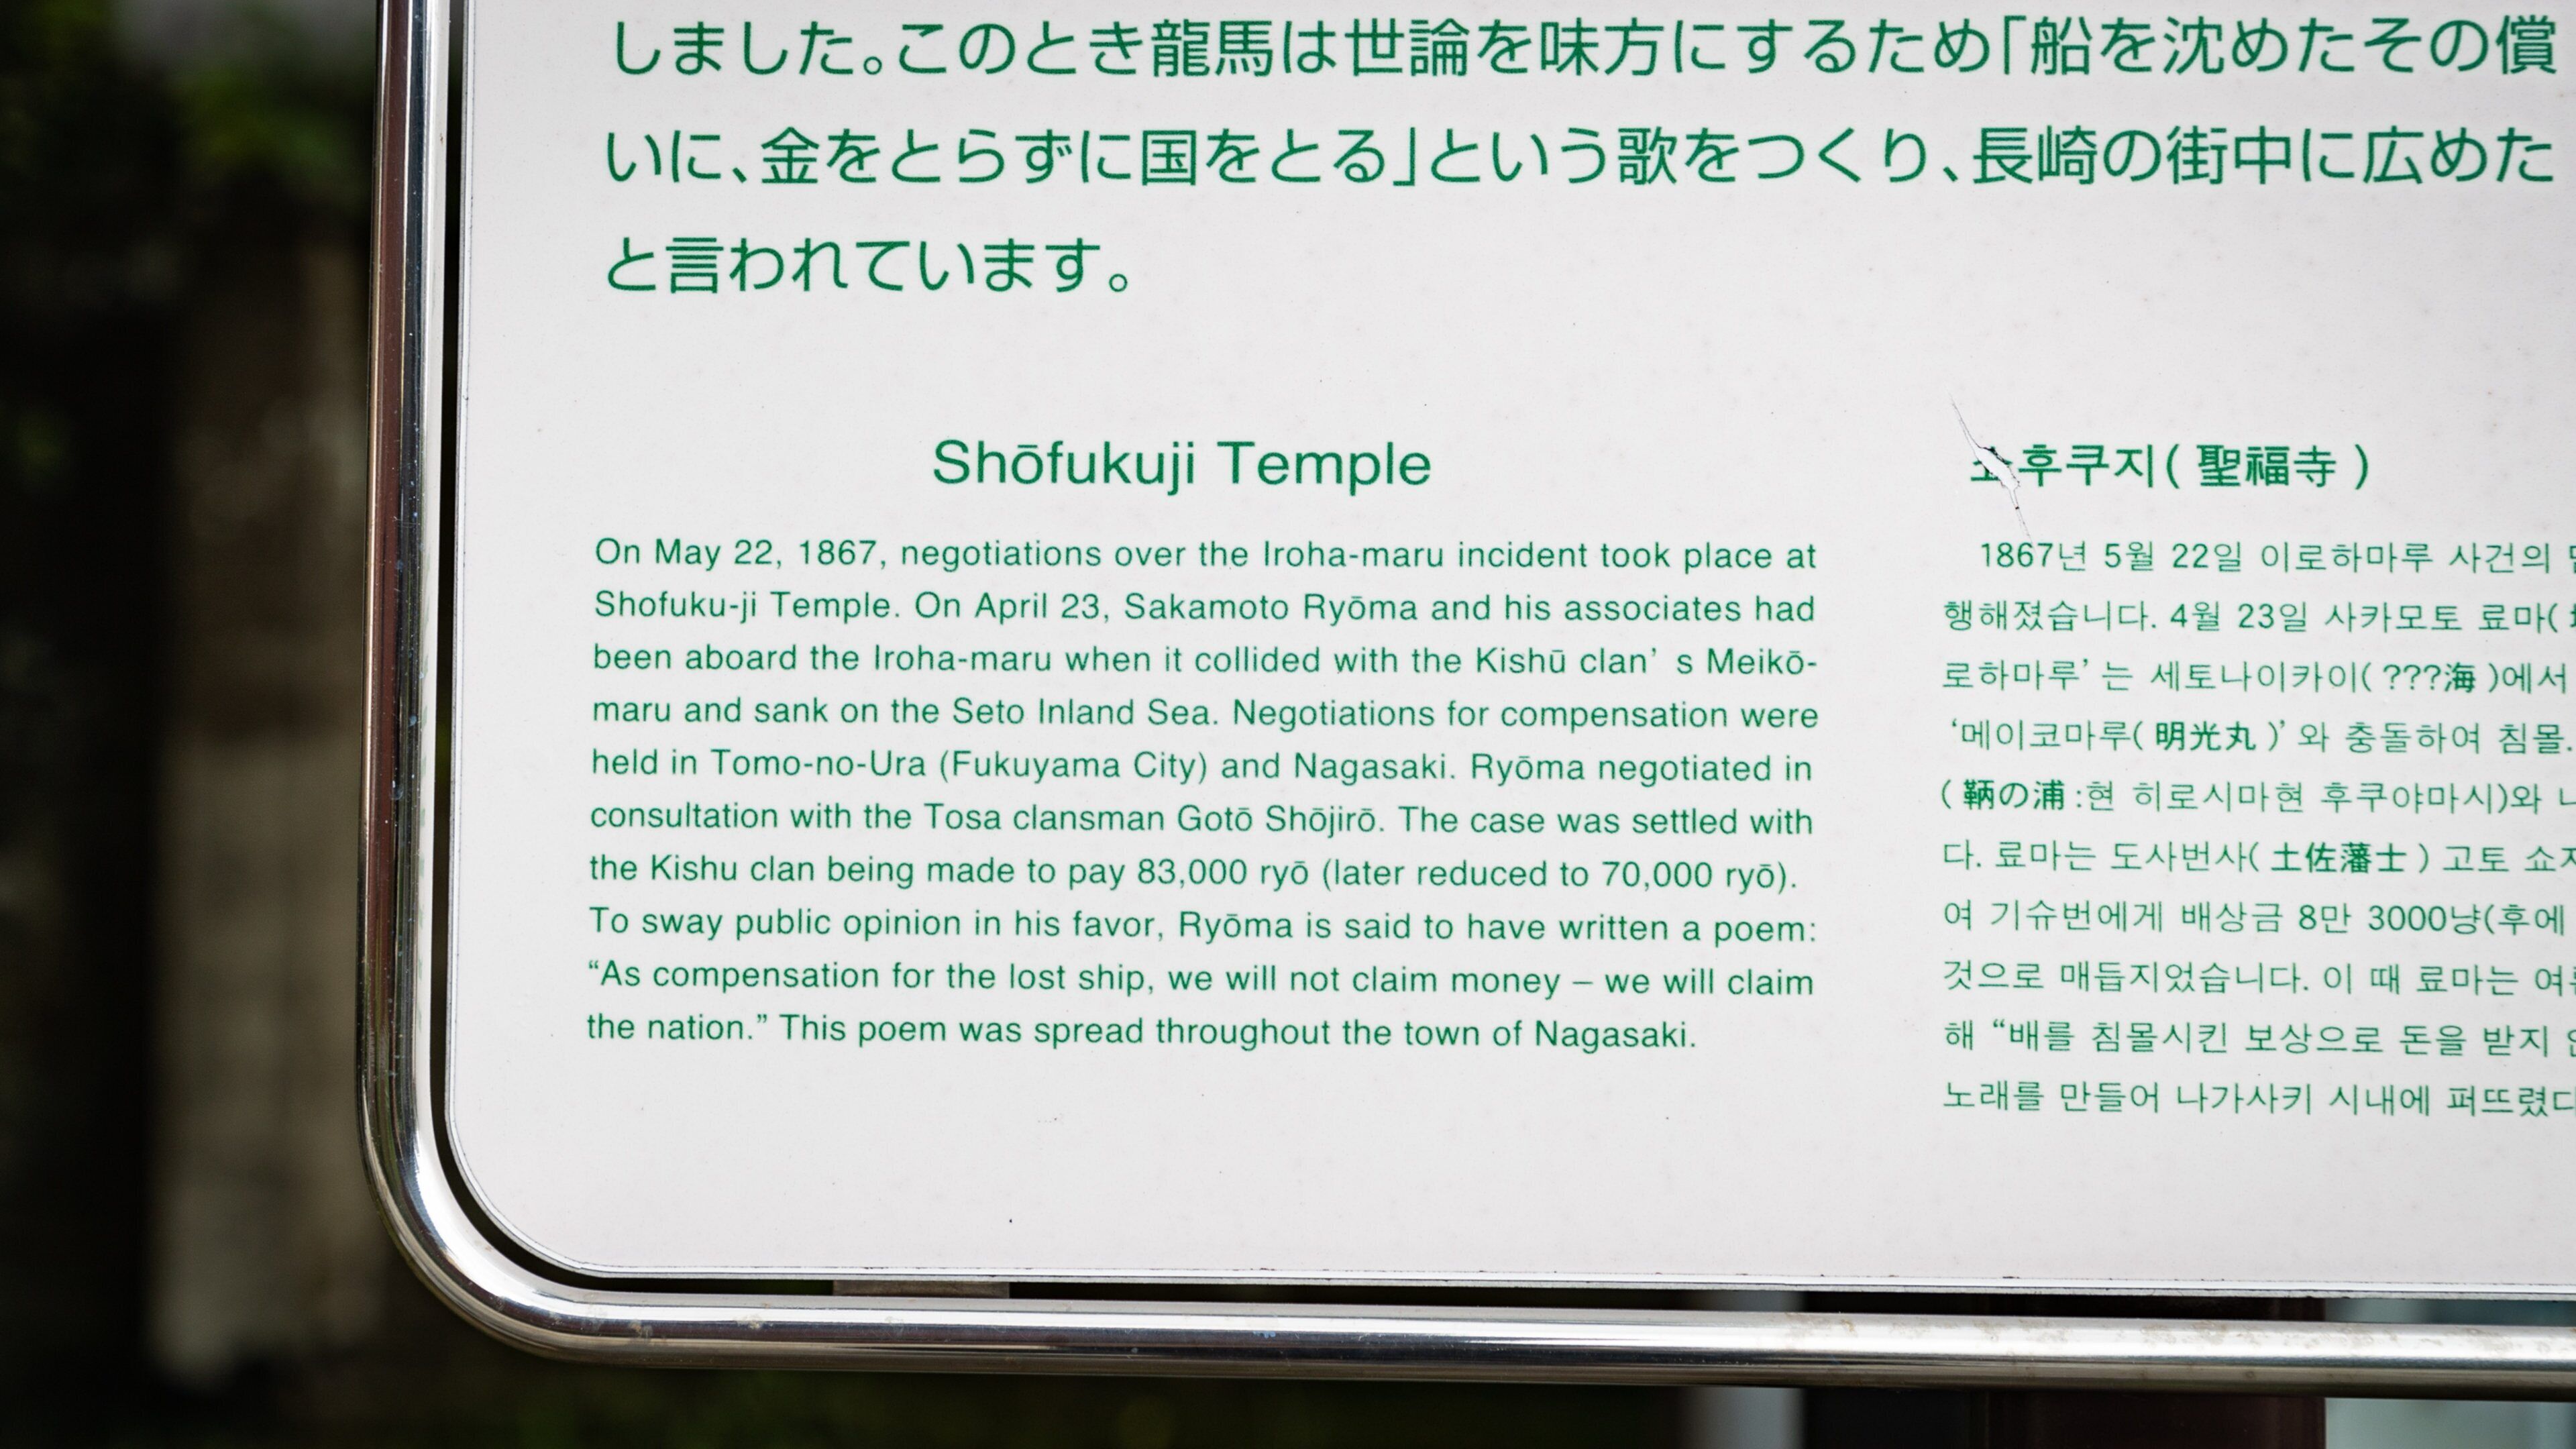 しました。このとき龍馬は世論を味方にするため「船を沈めたその償
いに、金をとらずに国をとる」という歌をつくり、長崎の街中に広めた
と言われています。
Shōfukuji Temple
On May 22, 1867, negotiations over the Iroha-maru incident took place at
Shofuku-ji Temple. On April 23, Sakamoto Ryōma and his associates had
been aboard the Iroha-maru when it collided with the Kishū clan’ s Meikō-
maru and sank on the Seto Inland Sea. Negotiations for compensation were
held in Tomo-no-Ura (Fukuyama City) and Nagasaki. Ryōma negotiated in
consultation with the Tosa clansman Gotō Shōjirō. The case was settled with
the Kishu clan being made to pay 83,000 ryō (later reduced to 70,000 ryō).
To sway public opinion in his favor, Ryōma is said to have written a poem:
“As compensation for the lost ship, we will not claim money – we will claim
the nation.” This poem was spread throughout the town of Nagasaki.
후쿠지( 聖福寺 )
1867년 5월 22일 이로하마루 사건의
행해졌습니다. 4월 23일 사카모토 료마(
로하마루’ 는 세토나이카이( ???海 )에서
‘메이코마루( 明光丸 )’ 와 충돌하여 침몰.
( 鞆の浦 :현 히로시마현 후쿠야마시)와
다. 료마는 도사번사( 土佐藩士 ) 고토 쇼
여 기슈번에게 배상금 8만 3000냥(후에
것으로 매듭지었습니다. 이 때 료마는 여
해 “배를 침몰시킨 보상으로 돈을 받지
노래를 만들어 나가사키 시내에 퍼뜨렸다